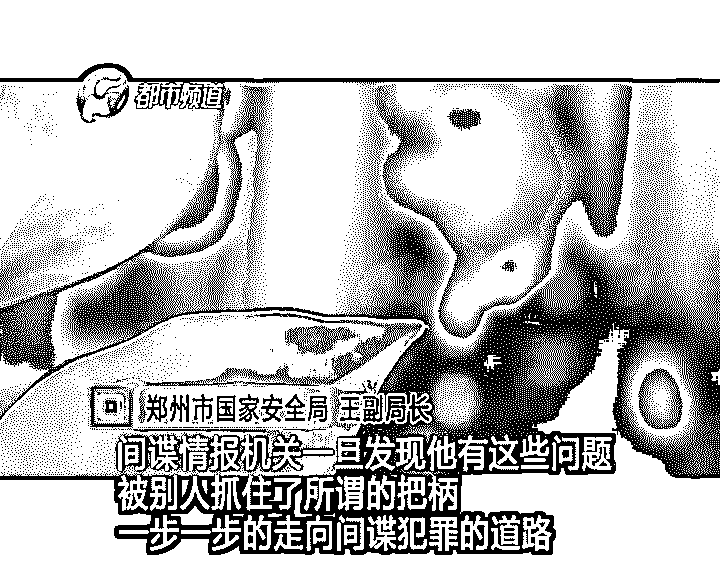 都市频道
郑州市国家安全局 王副局长
间谍情报机关一旦发现他有这些问题
被别人抓住了所谓的把柄
一步一步的走向间谍犯罪的道路